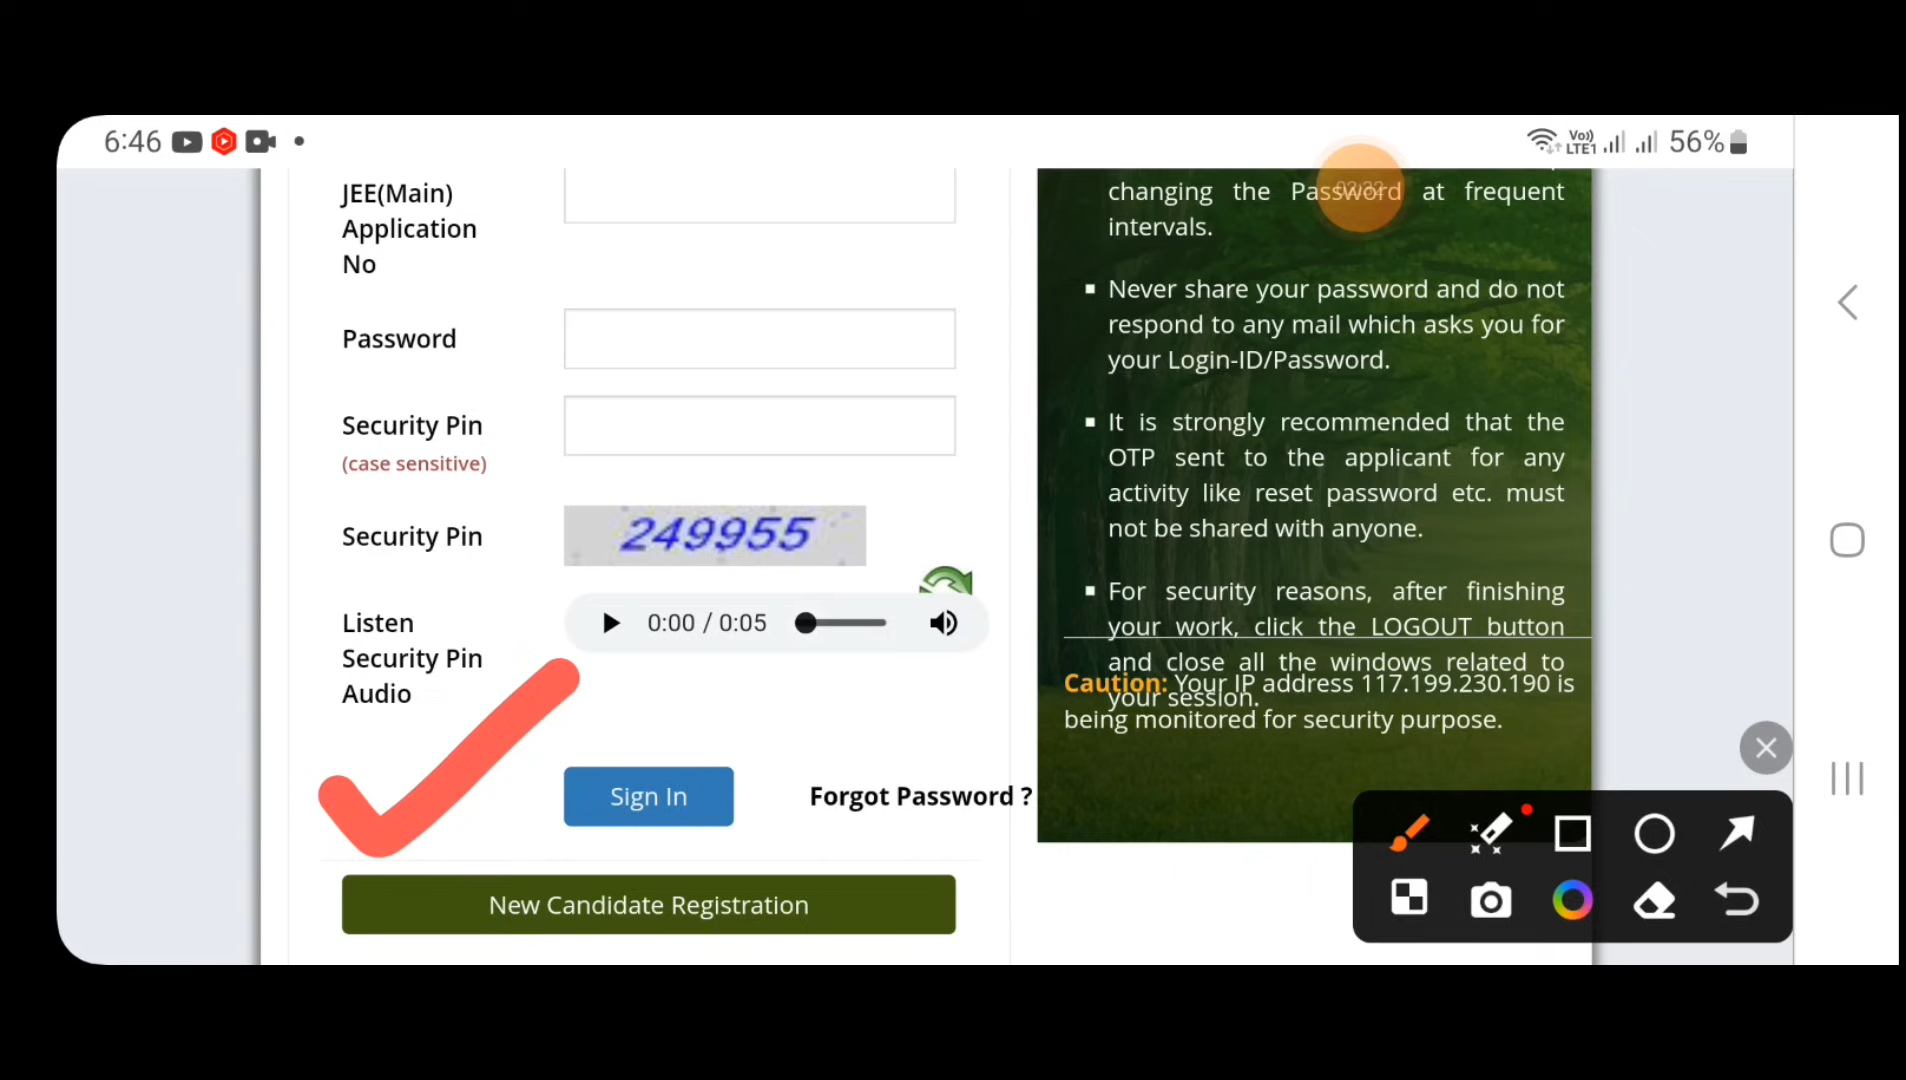 6:46
Vo))
LTE1
56%
JEE(Main)
Application
No
Password
Security Pin
(case sensitive)
Security Pin
249955
Listen
Security Pin
Audio
0:00 / 0:05
Sign In
Forgot Password ?
New Candidate Registration
02:32
changing the Password at frequent
intervals.
Never share your password and do not
respond to any mail which asks you for
your Login-ID/Password.
It is strongly recommended that the
OTP sent to the applicant for any
activity like reset password etc. must
not be shared with anyone.
For security reasons, after finishing
your work, click the LOGOUT button
and close all the windows related to
your session.
Caution: Your IP address 117.199.230.190 is
being monitored for security purpose.